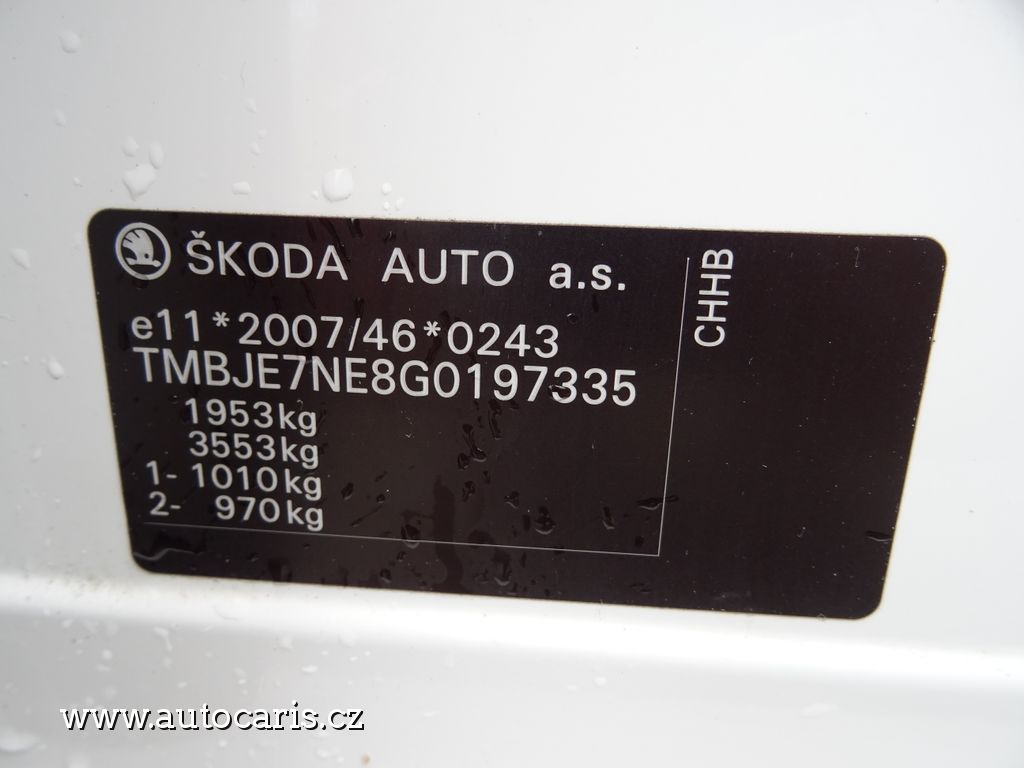 ŠKODA AUTO a.s.
e11*2007/46*0243
TMBJE7NE8G0197335
1953kg
3553kg
1- 1010kg
2- 970kg
CHHB
www.autocaris.cz